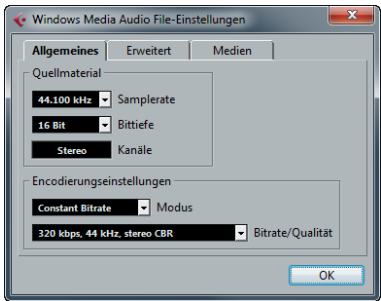 Windows Media Audio File-Einstellungen
Allgemeines Erweitert Medien
Quellmaterial
44.100 kHz Samplerate
16 Bit Bittiefe
Stereo Kanäle
Encodierungseinstellungen
Constant Bitrate Modus
320 kbps, 44 kHz, stereo CBR Bitrate/Qualität
OK